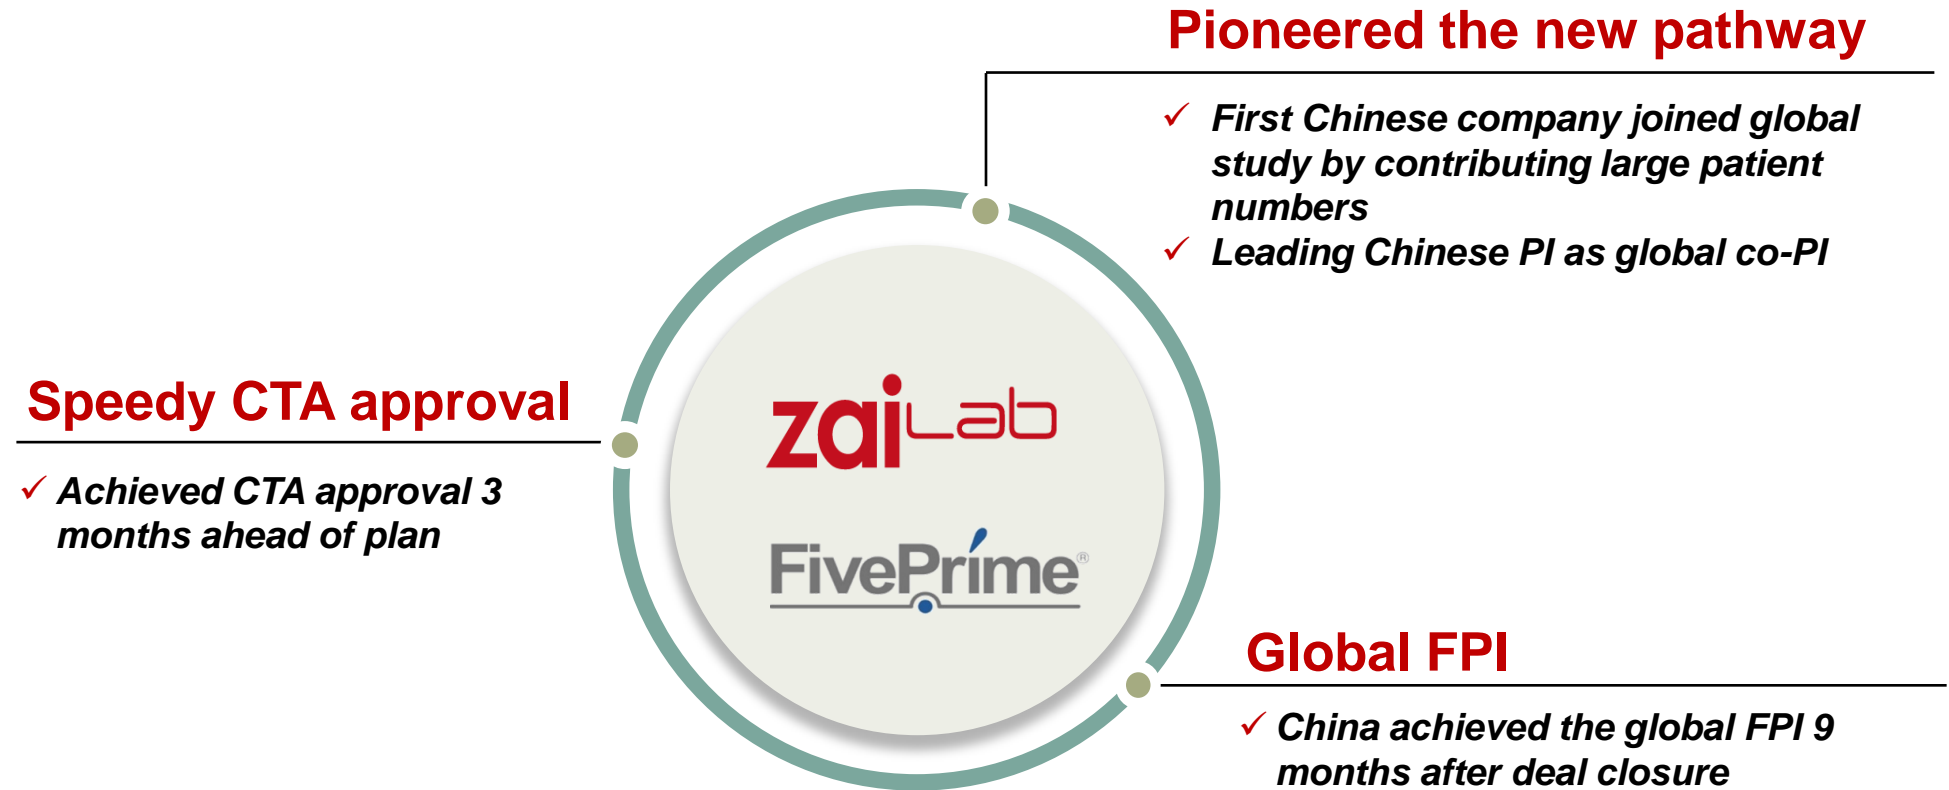 Pioneered the new pathway
✓ First Chinese company joined global
study by contributing large patient
numbers
✓ Leading Chinese PI as global co-PI
Speedy CTA approval
✓ Achieved CTA approval 3
months ahead of plan
zaiLab
FivePrime®
Global FPI
✓ China achieved the global FPI 9
months after deal closure